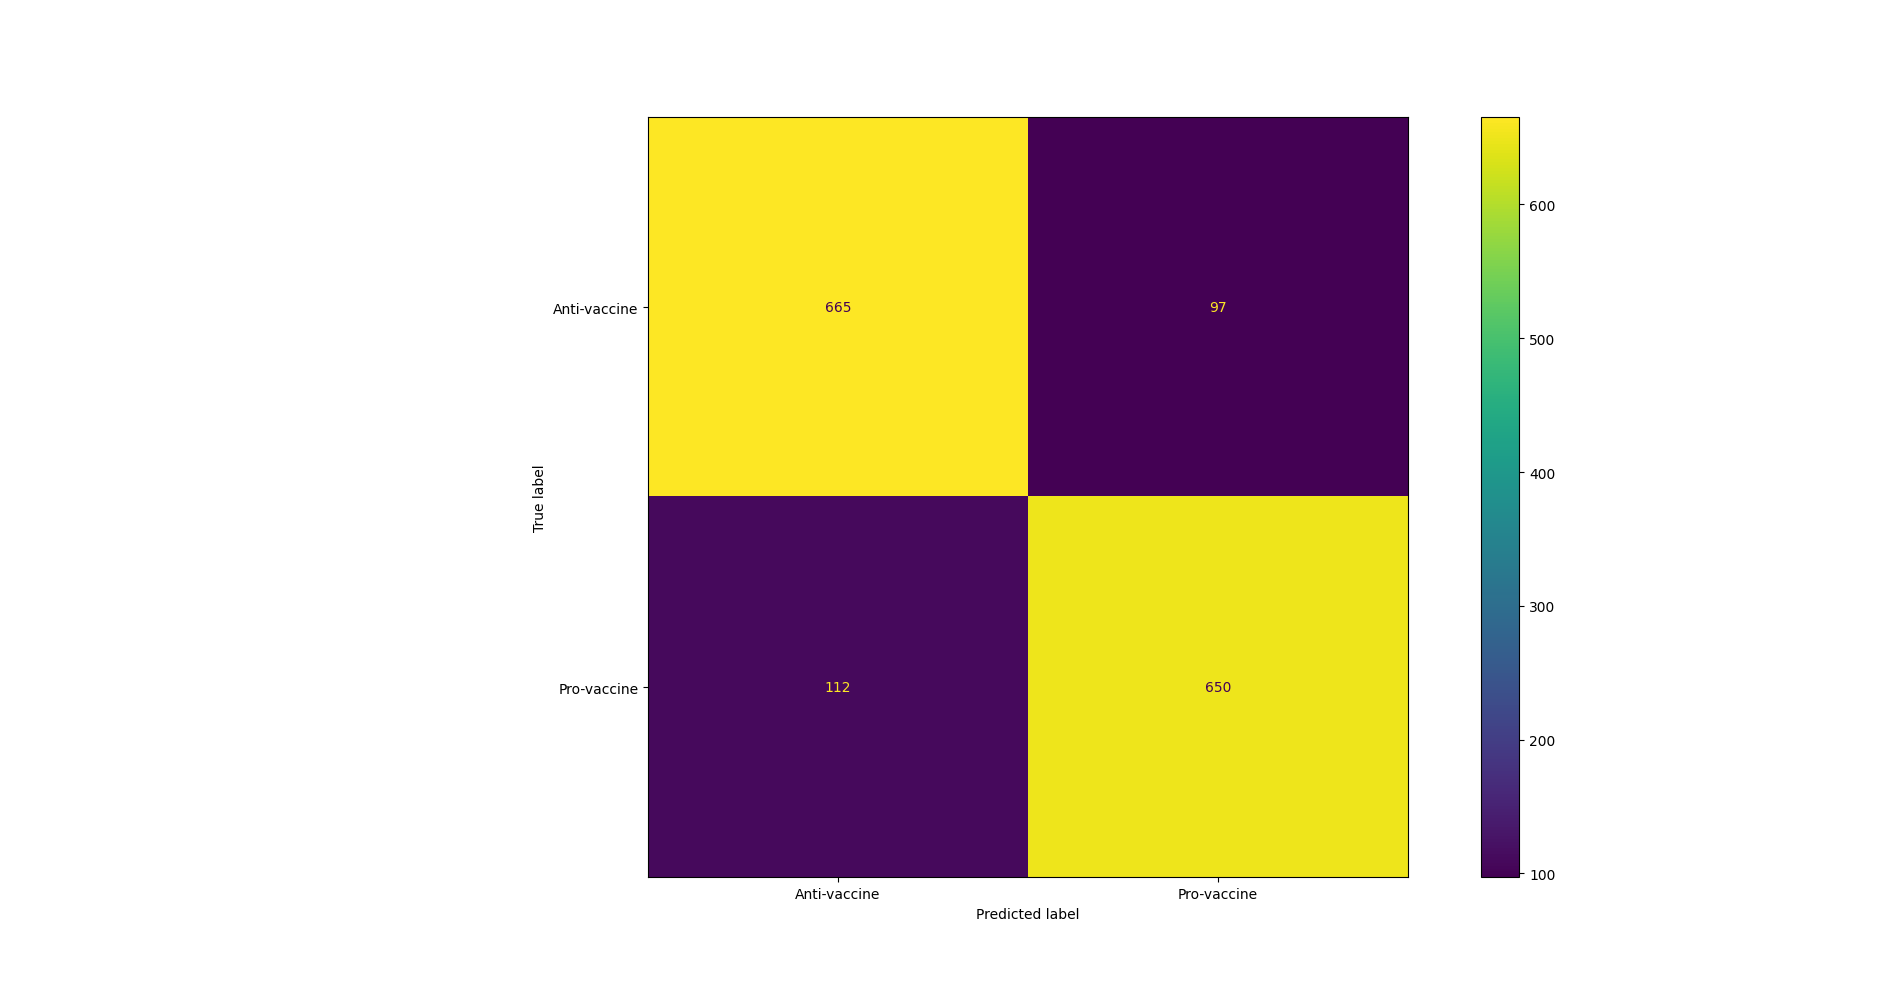 Anti-vaccine
Pro-vaccine
True label
665
97
112
650
Anti-vaccine
Pro-vaccine
Predicted label
600
500
400
300
200
100